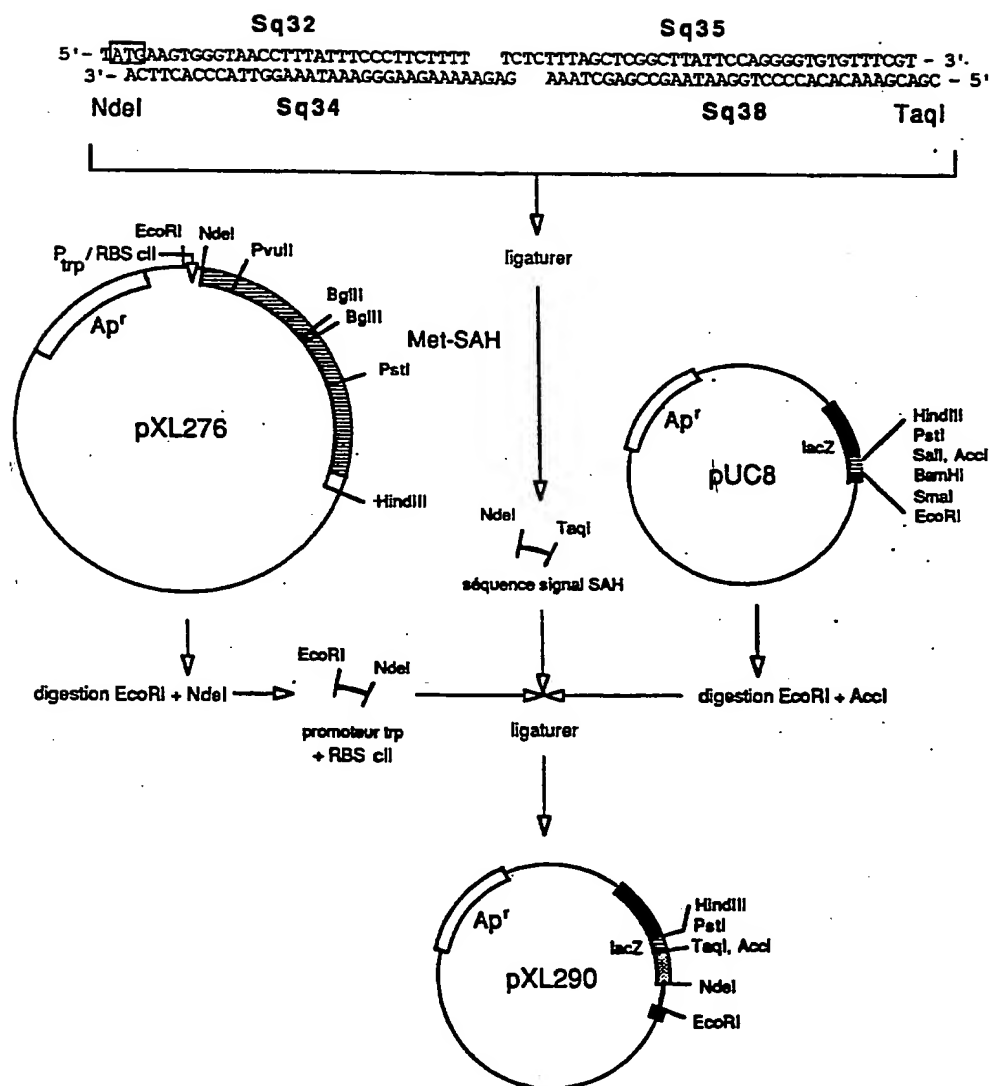 Sq32 Sq35
5'- TATGAAGTGGGTAACCTTTATTTCCCTTCTTTT TCTCTTTAGCTCGGCTTATTCCAGGGGTGTGTTTCGT - 3'
3'- ACTTCACCCATTGGAAATAAAGGGAAGAAAAAGAG AAATCGAGCCGAATAAGGTCCCCACACAAAGCAGC - 5'
NdeI Sq34 Sq38 TaqI
ligaturer
EcoRI NdeI
Ptrp / RBS cII PvuII
BglII
BglII
Met-SAH
PstI
HindIII
Apr
pXL276
Apr
lacZ
pUC8
HindIII
PstI
SalI, AccI
BamHI
SmaI
EcoRI
NdeI TaqI
séquence signal SAH
digestion EcoRI + NdeI
EcoRI NdeI
promoteur trp
+ RBS cII
ligaturer
digestion EcoRI + AccI
Apr
lacZ
pXL290
HindIII
PstI
TaqI, AccI
NdeI
EcoRI